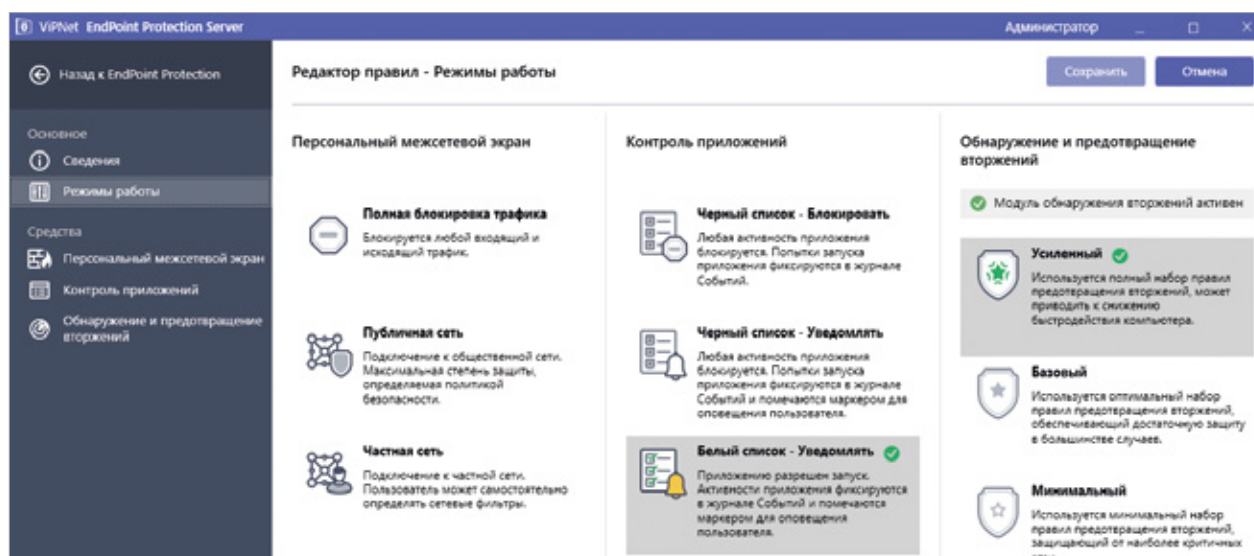 ViPNet EndPoint Protection Server
Администратор
Назад к EndPoint Protection
Редактор правил - Режимы работы
Сохранить
Отмена
Основное
Сведения
Режимы работы
Средства
Персональный межсетевой экран
Контроль приложений
Обнаружение и предотвращение
вторжений
Персональный межсетевой экран
Полная блокировка трафика
Блокируется любой входящий и
исходящий трафик.
Публичная сеть
Подключение к общественной сети.
Максимальная степень защиты,
определяемая политикой
безопасности.
Частная сеть
Подключение к частной сети.
Пользователь может самостоятельно
определять сетевые фильтры.
Контроль приложений
Черный список - Блокировать
Любая активность приложения
блокируется. Попытки запуска
приложения фиксируются в журнале
Событий.
Черный список - Уведомлять
Любая активность приложения
блокируется. Попытки запуска
приложения фиксируются в журнале
Событий и помечаются маркером для
оповещения пользователя.
Белый список - Уведомлять
Приложению разрешен запуск.
Активности приложения фиксируются
в журнале Событий и помечаются
маркером для оповещения
пользователя.
Обнаружение и предотвращение
вторжений
Модуль обнаружения вторжений активен
Усиленный
Используется полный набор правил
предотвращения вторжений, может
приводить к снижению
быстродействия компьютера.
Базовый
Используется оптимальный набор
правил предотвращения вторжений,
обеспечивающий достаточную защиту
в большинстве случаев.
Минимальный
Используется минимальный набор
правил предотвращения вторжений,
защищающий от наиболее критичных